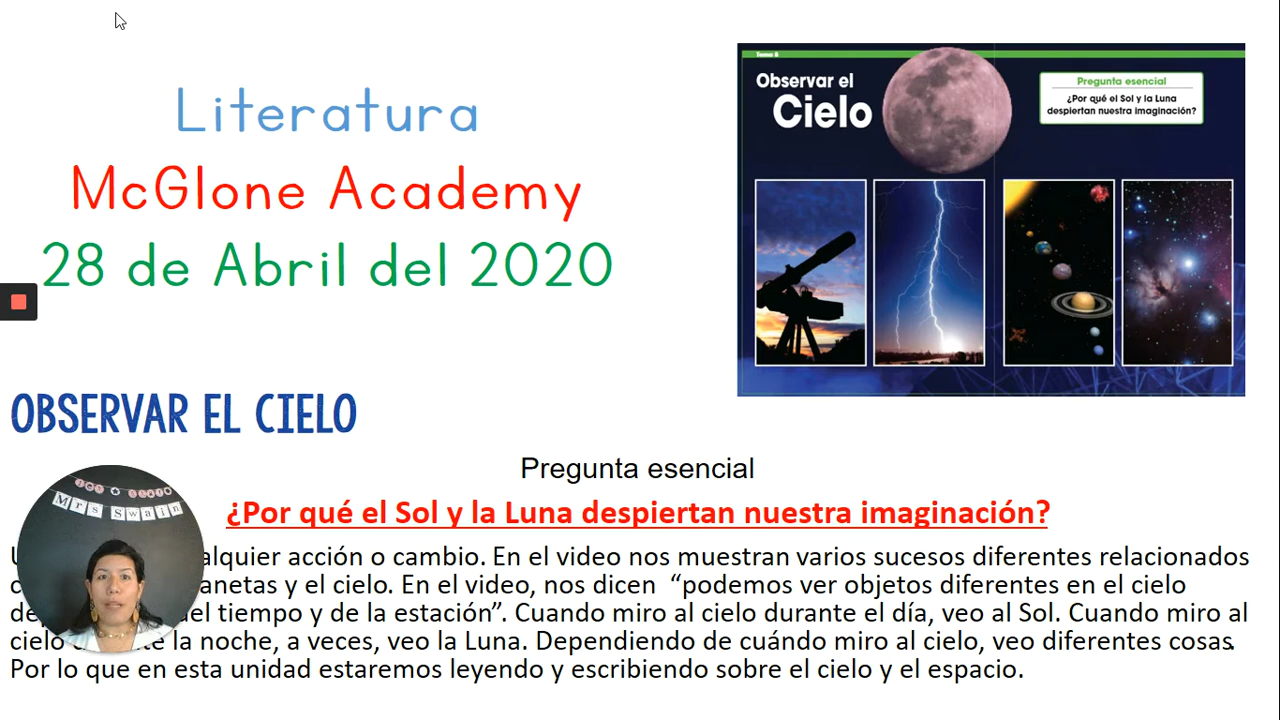 Literatura
McGlone Academy
28 de Abril del 2020
Tema 8
Observar el
Cielo
Pregunta esencial
¿Por qué el Sol y la Luna
despiertan nuestra imaginación?
OBSERVAR EL CIELO
Pregunta esencial
¿Por qué el Sol y la Luna despiertan nuestra imaginación?
acción o cambio. En el video nos muestran varios sucesos diferentes relacionados
y el cielo. En el video, nos dicen “podemos ver objetos diferentes en el cielo
del tiempo y de la estación”. Cuando miro al cielo durante el día, veo al Sol. Cuando miro al
cielo la noche, a veces, veo la Luna. Dependiendo de cuándo miro al cielo, veo diferentes cosas.
Por lo que en esta unidad estaremos leyendo y escribiendo sobre el cielo y el espacio.
Mrs Swain